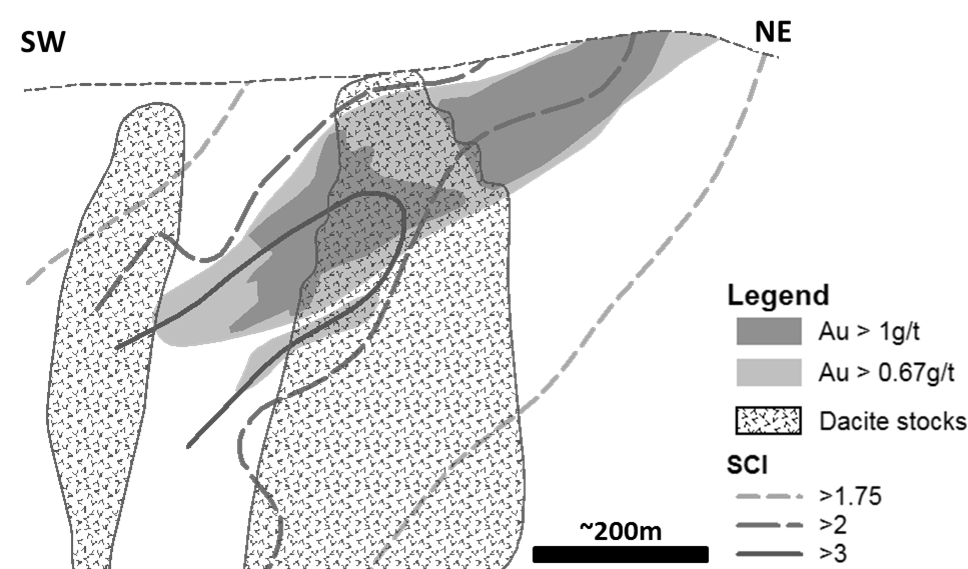 SW
NE
Legend
Au > 1g/t
Au > 0.67g/t
Dacite stocks
SCI
>1.75
>2
>3
~200m